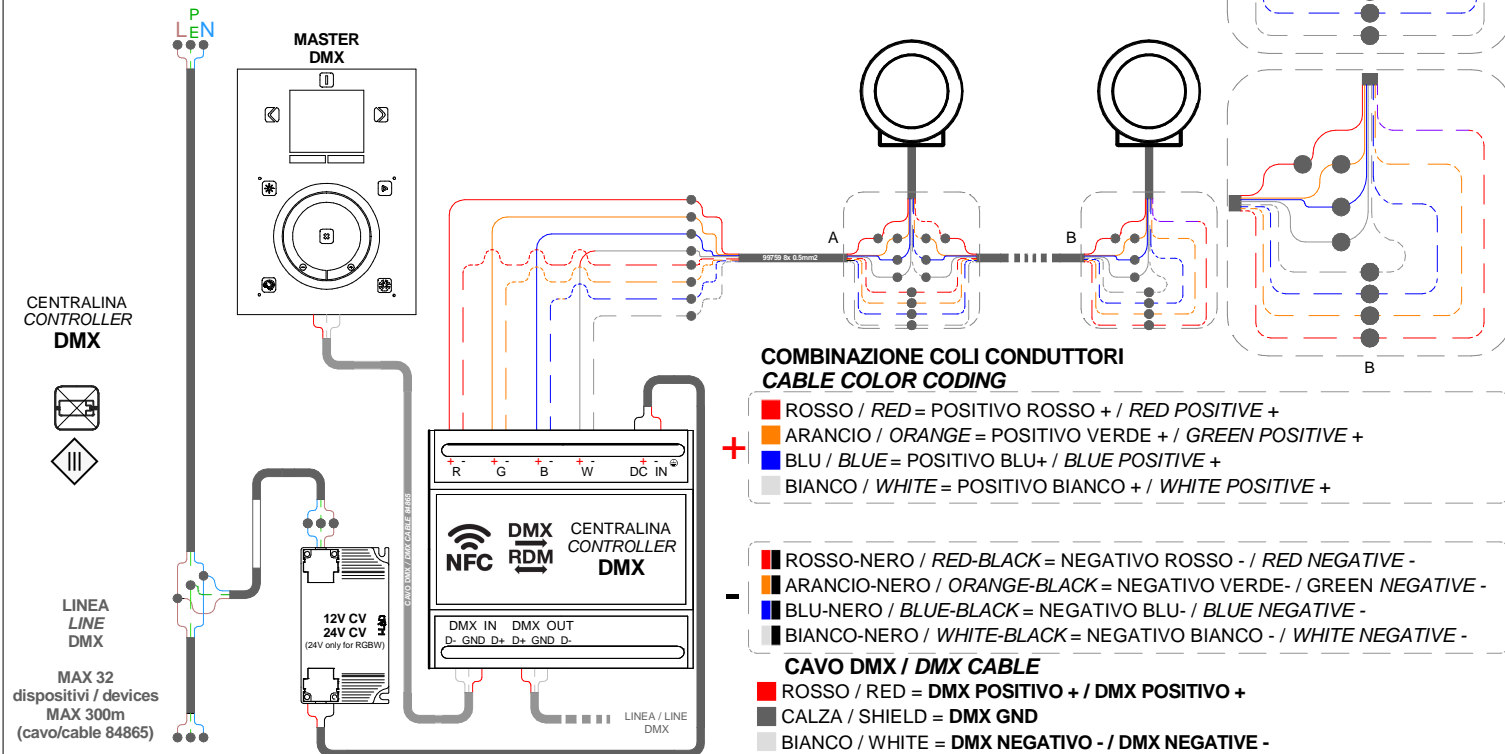 L
P
E
N
MASTER
DMX
CENTRALINA
CONTROLLER
DMX
LINEA
LINE
DMX
MAX 32
dispositivi / devices
MAX 300m
(cavo/cable 84865)
12V CV
24V CV
(24V only for RGBW)
CAVO DMX / DMX CABLE 84865
+ - + - + - + - + -
R G B W DC IN
NFC
DMX
RDM
CENTRALINA
CONTROLLER
DMX
DMX IN DMX OUT
D- GND D+ D+ GND D-
LINEA / LINE
DMX
99759 8x 0.5mm2
A
B
B
COMBINAZIONE COLI CONDUTTORI
CABLE COLOR CODING
+
ROSSO / RED = POSITIVO ROSSO + / RED POSITIVE +
ARANCIO / ORANGE = POSITIVO VERDE + / GREEN POSITIVE +
BLU / BLUE = POSITIVO BLU+ / BLUE POSITIVE +
BIANCO / WHITE = POSITIVO BIANCO + / WHITE POSITIVE +
-
ROSSO-NERO / RED-BLACK = NEGATIVO ROSSO - / RED NEGATIVE -
ARANCIO-NERO / ORANGE-BLACK = NEGATIVO VERDE- / GREEN NEGATIVE -
BLU-NERO / BLUE-BLACK = NEGATIVO BLU- / BLUE NEGATIVE -
BIANCO-NERO / WHITE-BLACK = NEGATIVO BIANCO - / WHITE NEGATIVE -
CAVO DMX / DMX CABLE
ROSSO / RED = DMX POSITIVO + / DMX POSITIVO +
CALZA / SHIELD = DMX GND
BIANCO / WHITE = DMX NEGATIVO - / DMX NEGATIVE -